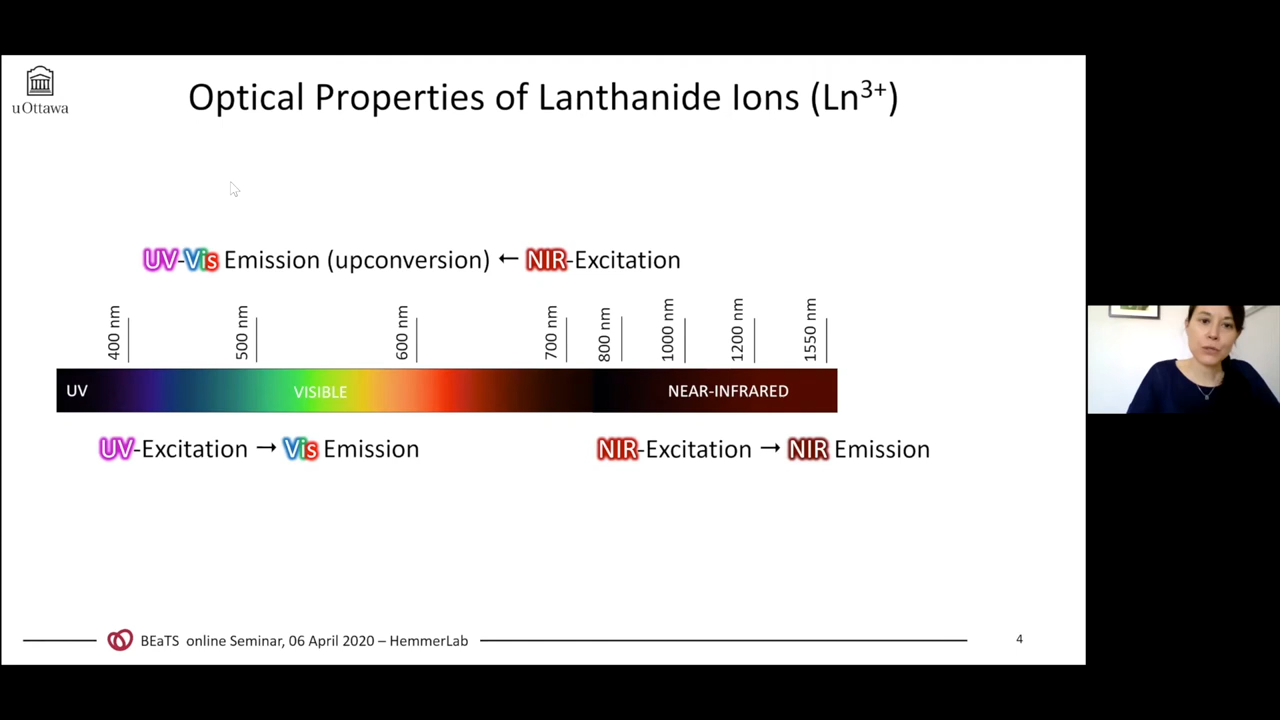 uOttawa
Optical Properties of Lanthanide Ions (Ln³⁺)
UV-Vis Emission (upconversion) ← NIR-Excitation
400 nm
500 nm
600 nm
700 nm
800 nm
1000 nm
1200 nm
1550 nm
UV VISIBLE NEAR-INFRARED
UV-Excitation → Vis Emission
NIR-Excitation → NIR Emission
BEaTS online Seminar, 06 April 2020 – HemmerLab
4